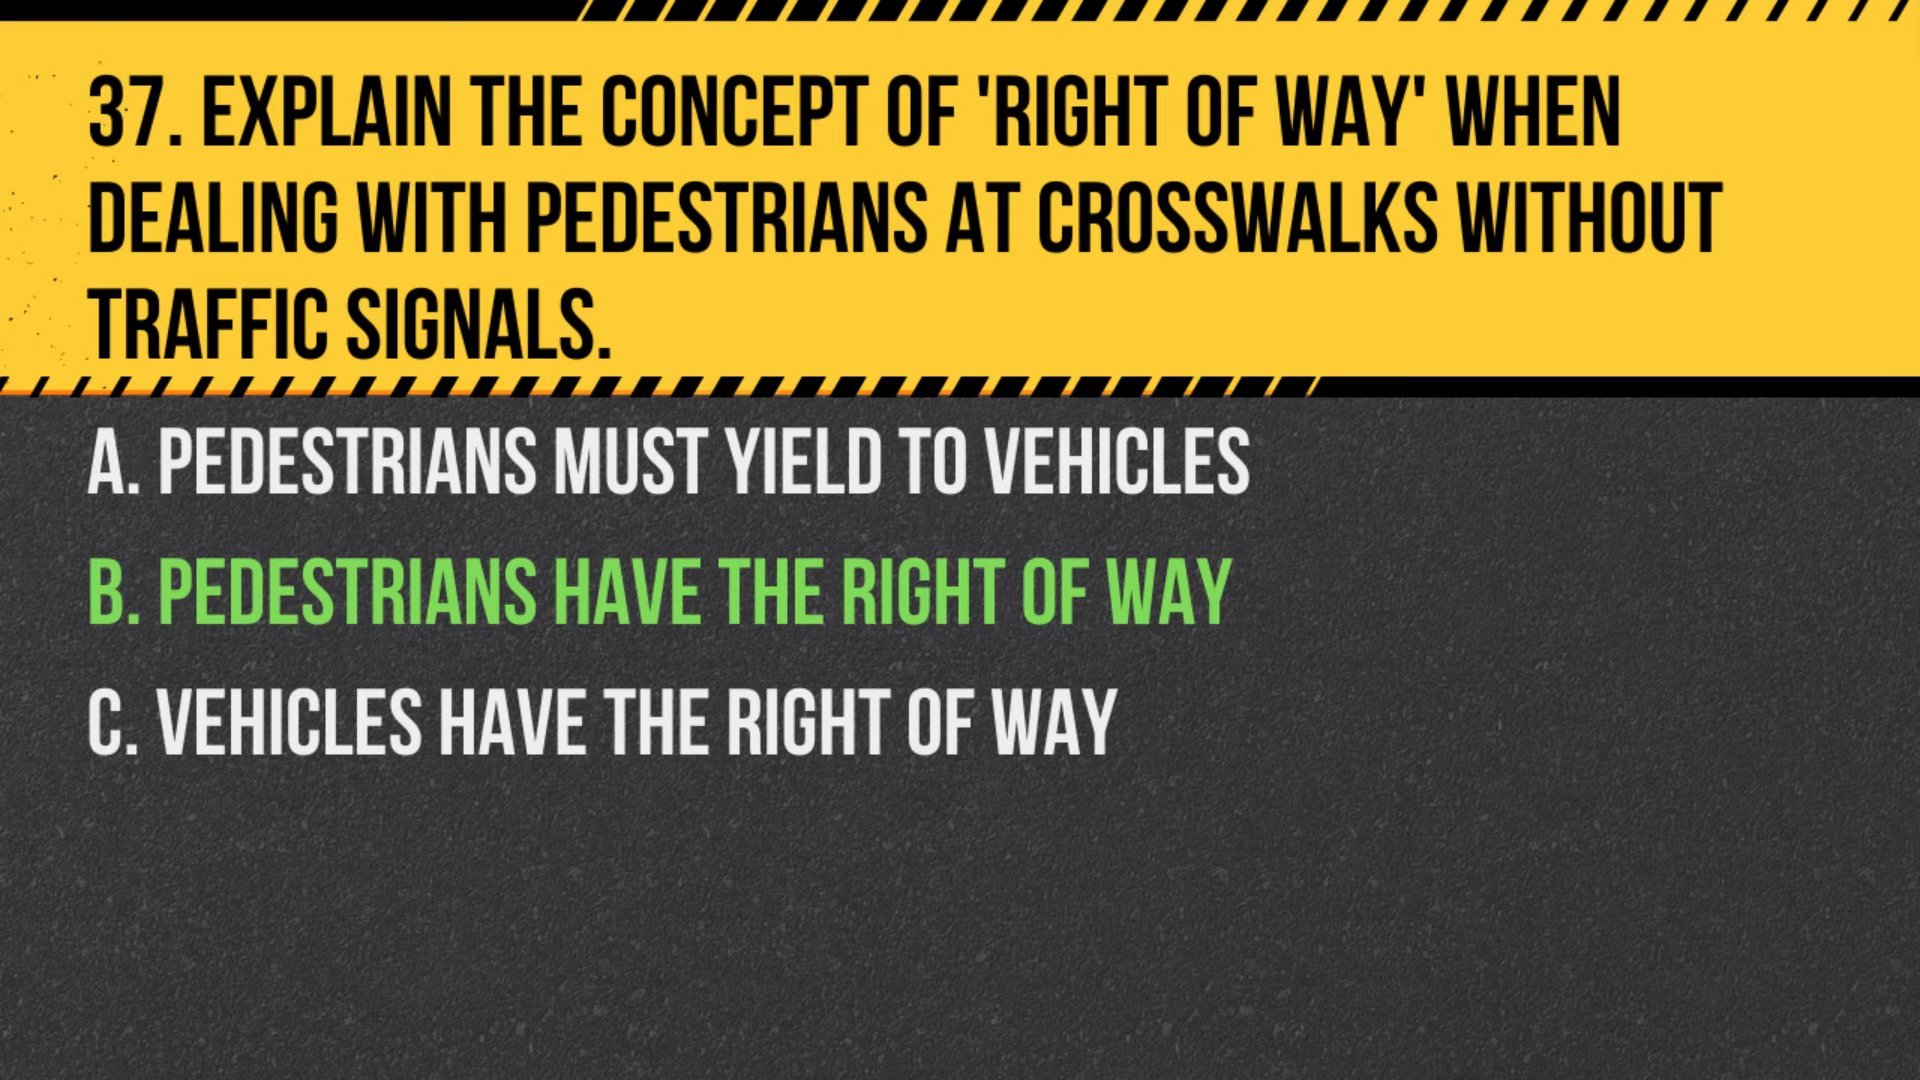 37. EXPLAIN THE CONCEPT OF 'RIGHT OF WAY' WHEN
DEALING WITH PEDESTRIANS AT CROSSWALKS WITHOUT
TRAFFIC SIGNALS.
A. PEDESTRIANS MUST YIELD TO VEHICLES
B. PEDESTRIANS HAVE THE RIGHT OF WAY
C. VEHICLES HAVE THE RIGHT OF WAY